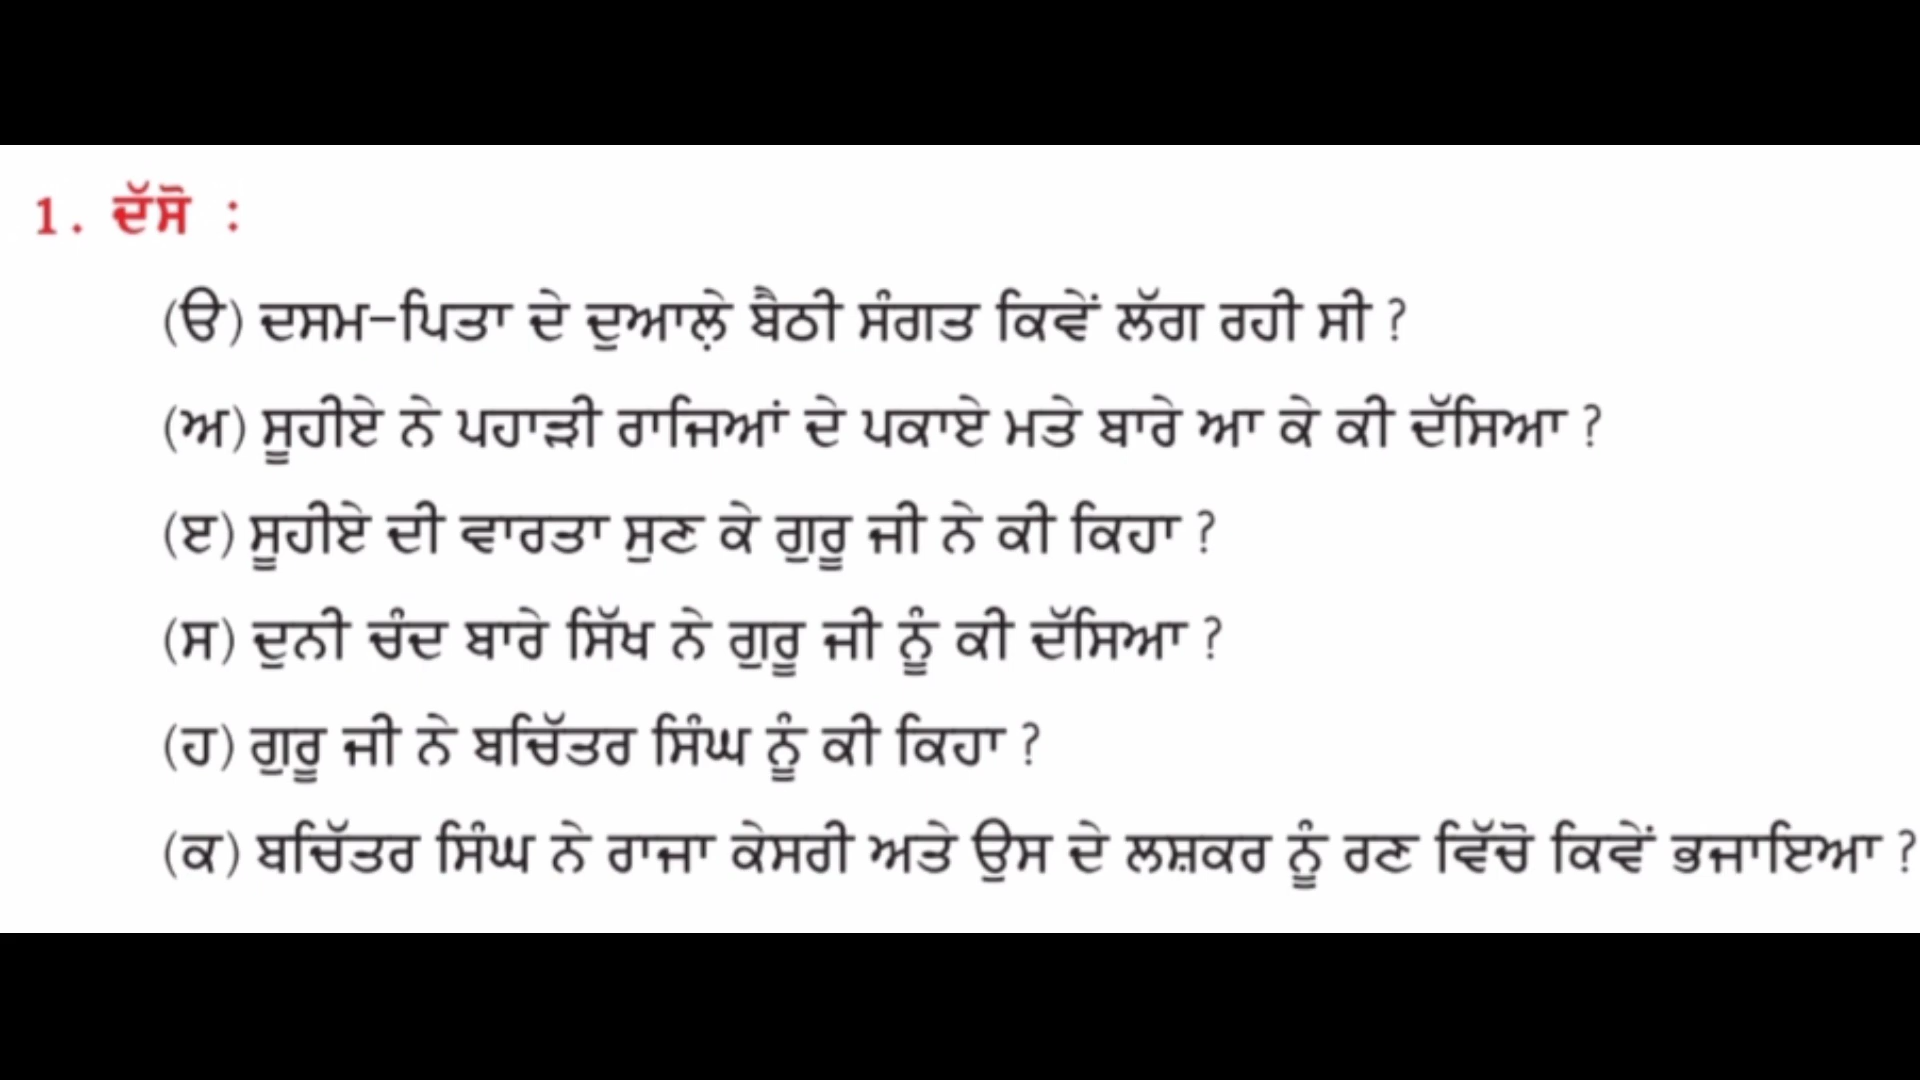 1. ਦੱਸੋ :
(ੳ) ਦਸਮ-ਪਿਤਾ ਦੇ ਦੁਆਲ਼ੇ ਬੈਠੀ ਸੰਗਤ ਕਿਵੇਂ ਲੱਗ ਰਹੀ ਸੀ ?
(ਅ) ਸੂਹੀਏ ਨੇ ਪਹਾੜੀ ਰਾਜਿਆਂ ਦੇ ਪਕਾਏ ਮਤੇ ਬਾਰੇ ਆ ਕੇ ਕੀ ਦੱਸਿਆ ?
(ੲ) ਸੂਹੀਏ ਦੀ ਵਾਰਤਾ ਸੁਣ ਕੇ ਗੁਰੂ ਜੀ ਨੇ ਕੀ ਕਿਹਾ ?
(ਸ) ਦੁਨੀ ਚੰਦ ਬਾਰੇ ਸਿੱਖ ਨੇ ਗੁਰੂ ਜੀ ਨੂੰ ਕੀ ਦੱਸਿਆ ?
(ਹ) ਗੁਰੂ ਜੀ ਨੇ ਬਚਿੱਤਰ ਸਿੰਘ ਨੂੰ ਕੀ ਕਿਹਾ ?
(ਕ) ਬਚਿੱਤਰ ਸਿੰਘ ਨੇ ਰਾਜਾ ਕੇਸਰੀ ਅਤੇ ਉਸ ਦੇ ਲਸ਼ਕਰ ਨੂੰ ਰਣ ਵਿੱਚੋ ਕਿਵੇਂ ਭਜਾਇਆ ?